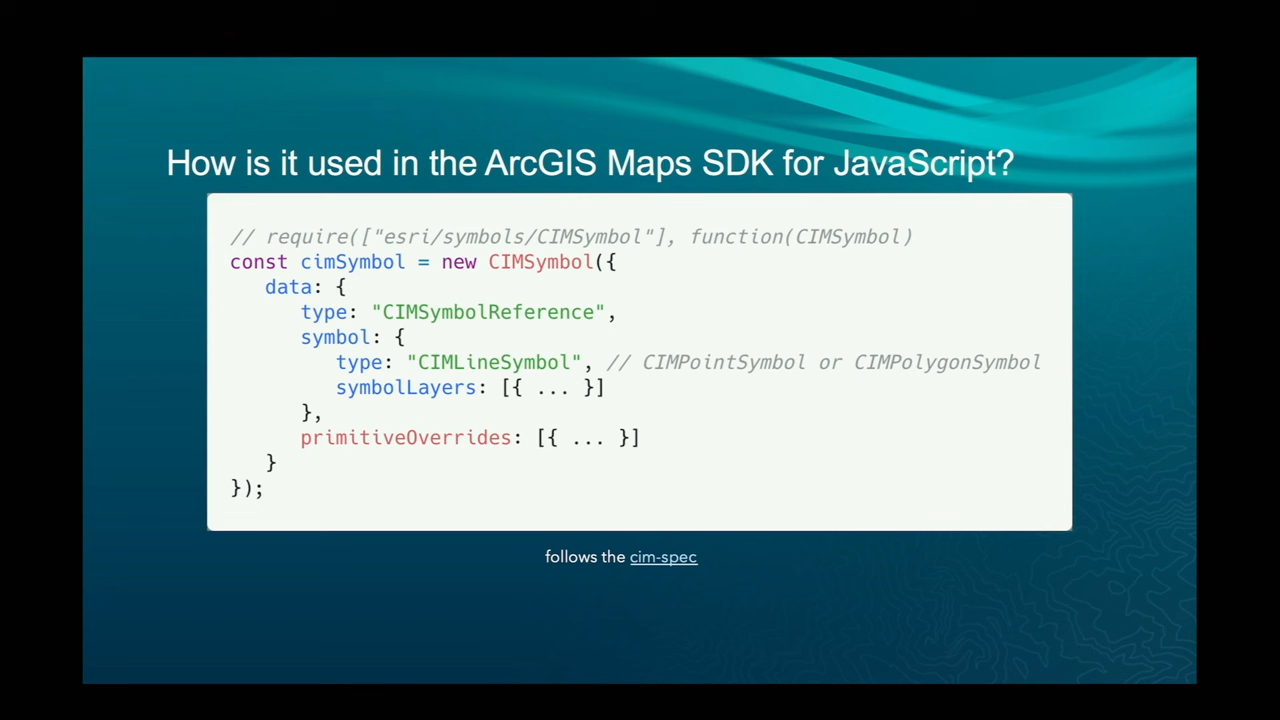 How is it used in the ArcGIS Maps SDK for JavaScript?
// require(["esri/symbols/CIMSymbol"], function(CIMSymbol)
const cimSymbol = new CIMSymbol({
   data: {
      type: "CIMSymbolReference",
      symbol: {
         type: "CIMLineSymbol", // CIMPointSymbol or CIMPolygonSymbol
         symbolLayers: [{ ... }]
      },
      primitiveOverrides: [{ ... }]
   }
});
follows the cim-spec